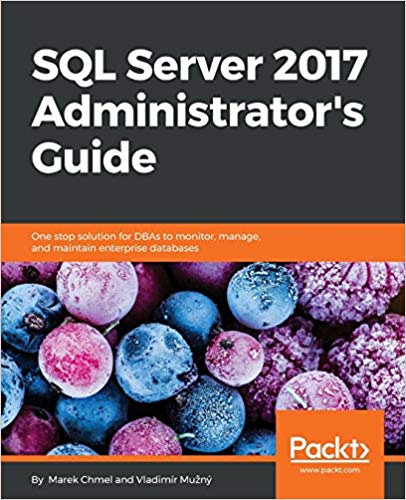 SQL Server 2017
Administrator's
Guide
One stop solution for DBAs to monitor, manage,
and maintain enterprise databases
Packt>
www.packt.com
By Marek Chmel and Vladimír Mužný